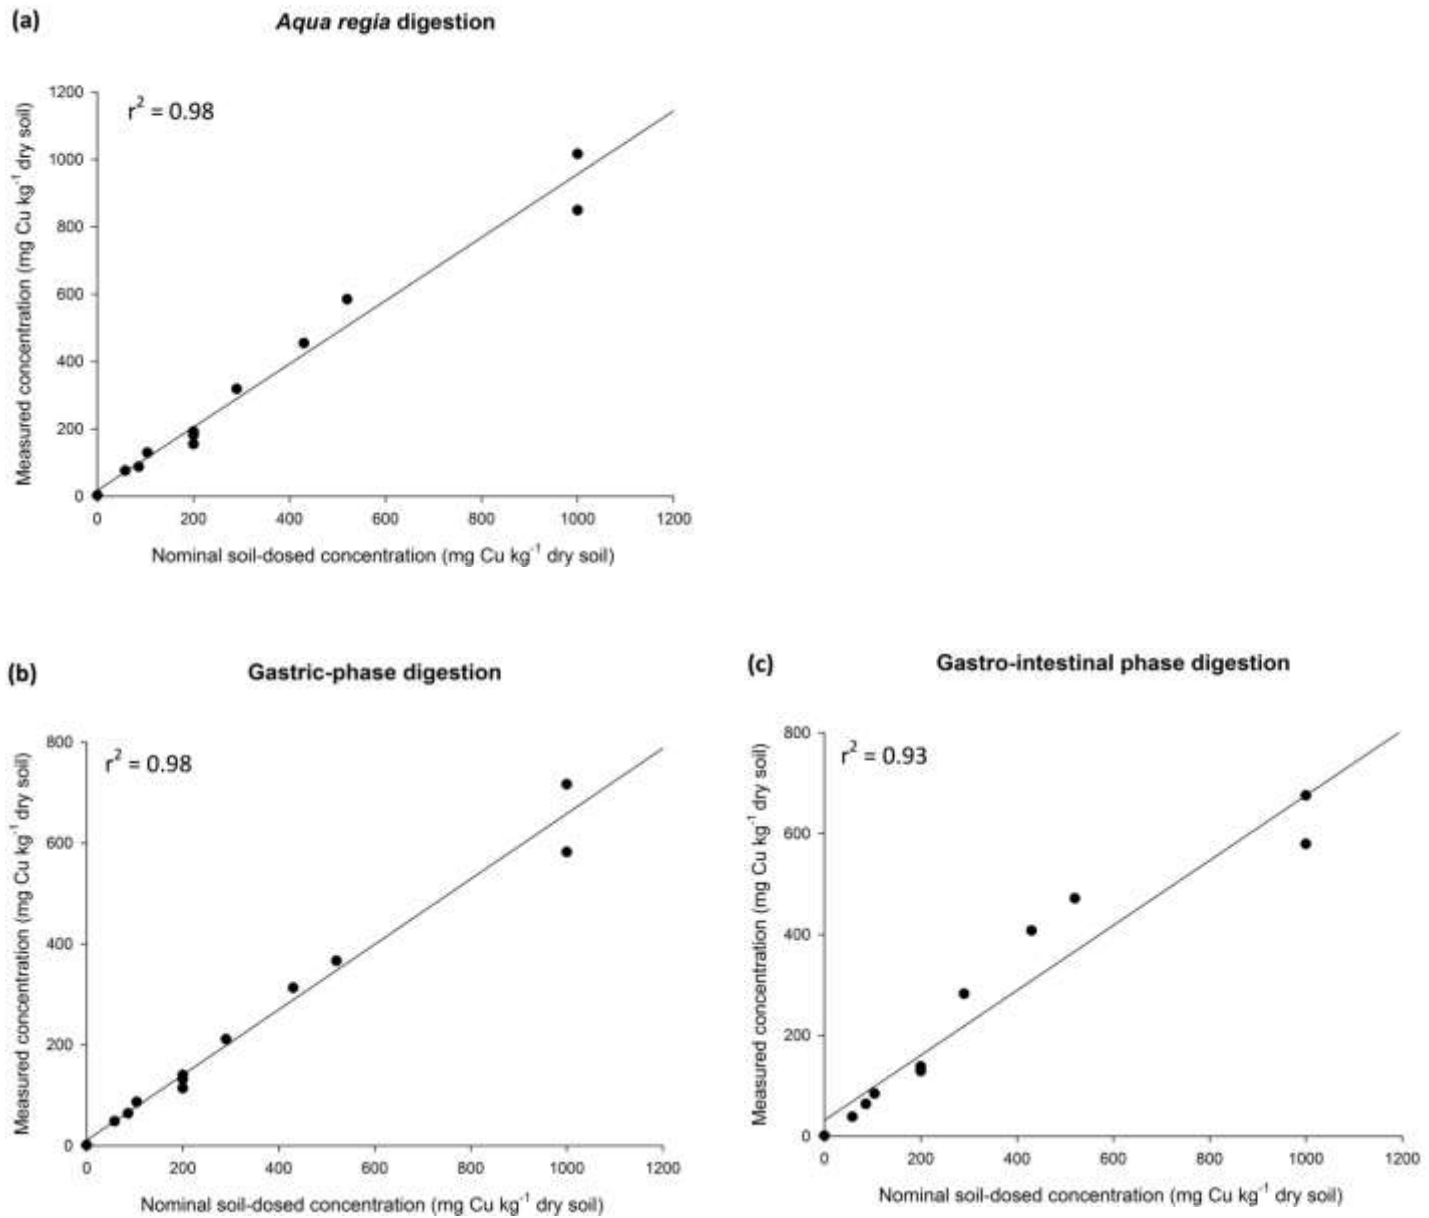 (a)
Aqua regia digestion
r² = 0.98
Measured concentration (mg Cu kg⁻¹ dry soil)
1200
1000
800
600
400
200
0
0 200 400 600 800 1000 1200
Nominal soil-dosed concentration (mg Cu kg⁻¹ dry soil)
(b)
Gastric-phase digestion
r² = 0.98
Measured concentration (mg Cu kg⁻¹ dry soil)
800
600
400
200
0
0 200 400 600 800 1000 1200
Nominal soil-dosed concentration (mg Cu kg⁻¹ dry soil)
(c)
Gastro-intestinal phase digestion
r² = 0.93
Measured concentration (mg Cu kg⁻¹ dry soil)
800
600
400
200
0
0 200 400 600 800 1000 1200
Nominal soil-dosed concentration (mg Cu kg⁻¹ dry soil)